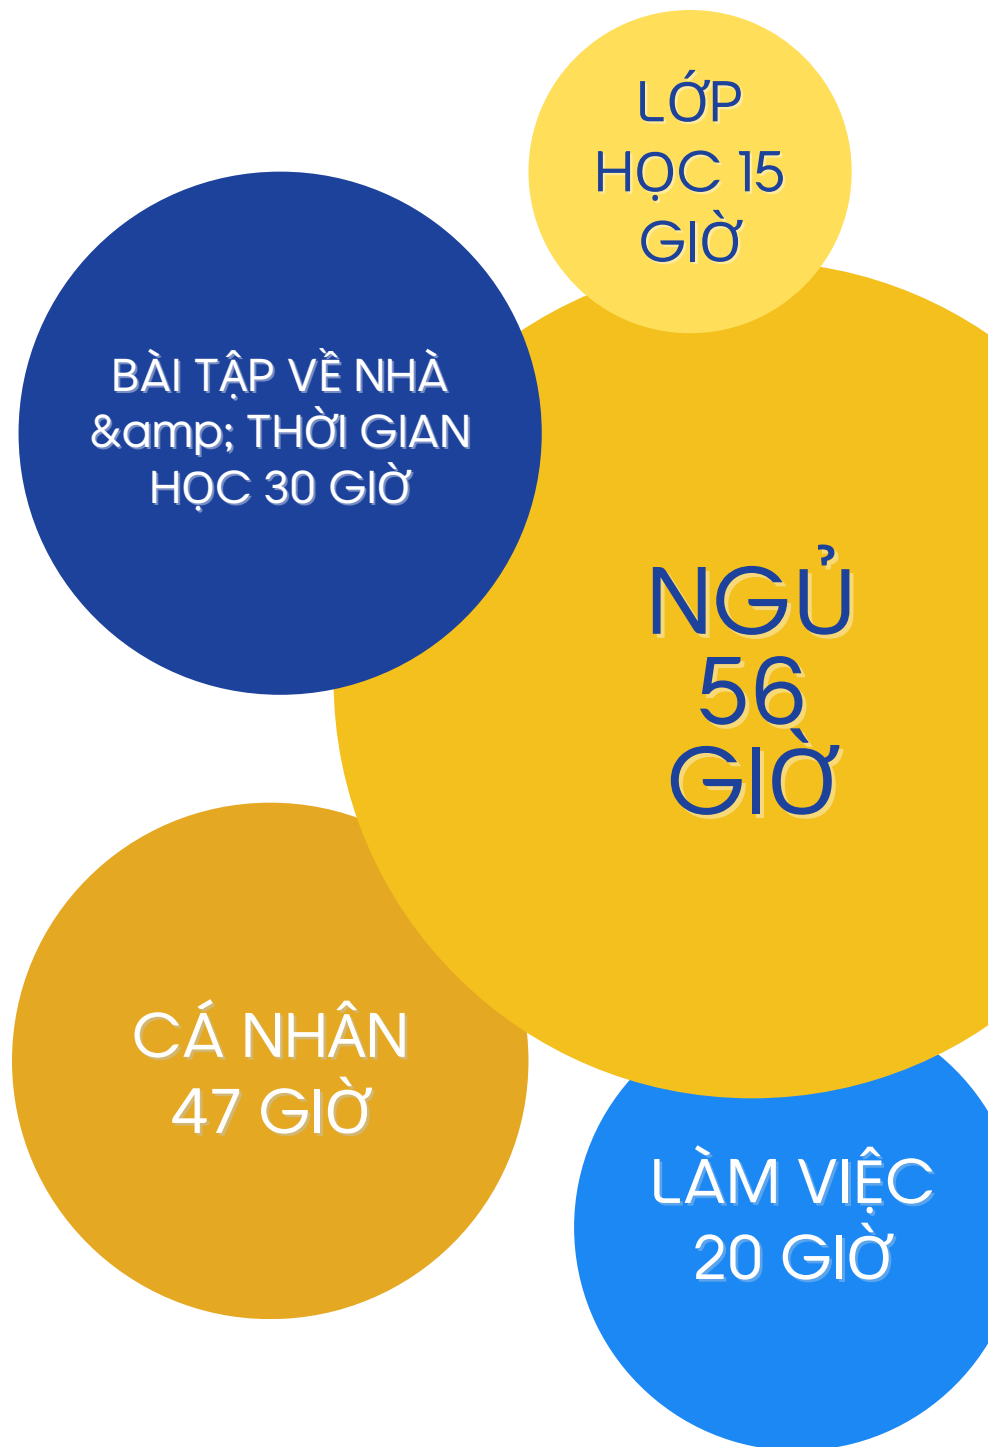 LỚP
HỌC 15
GIỜ
BÀI TẬP VỀ NHÀ
&amp;amp; THỜI GIAN
HỌC 30 GIỜ
NGỦ
56
GIỜ
CÁ NHÂN
47 GIỜ
LÀM VIỆC
20 GIỜ